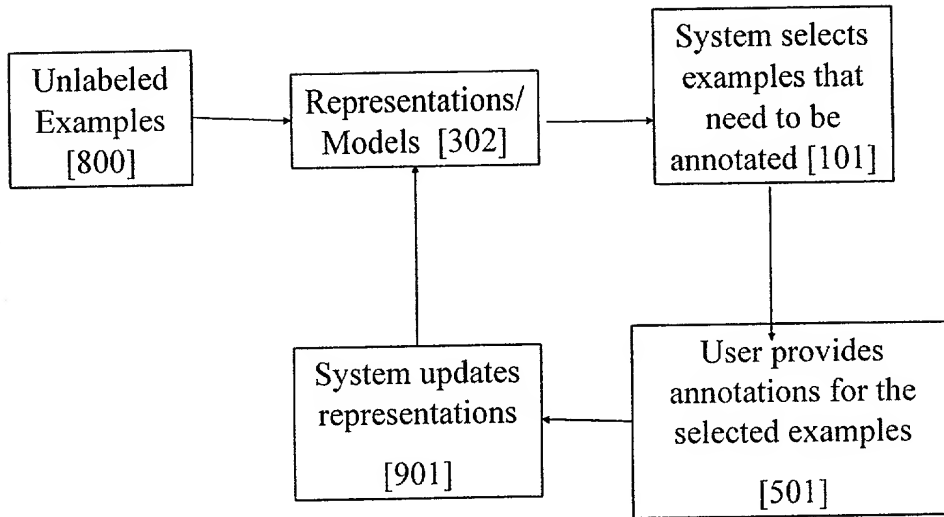 Unlabeled
Examples
[800]
Representations/
Models [302]
System selects
examples that
need to be
annotated [101]
User provides
annotations for the
selected examples
[501]
System updates
representations
[901]